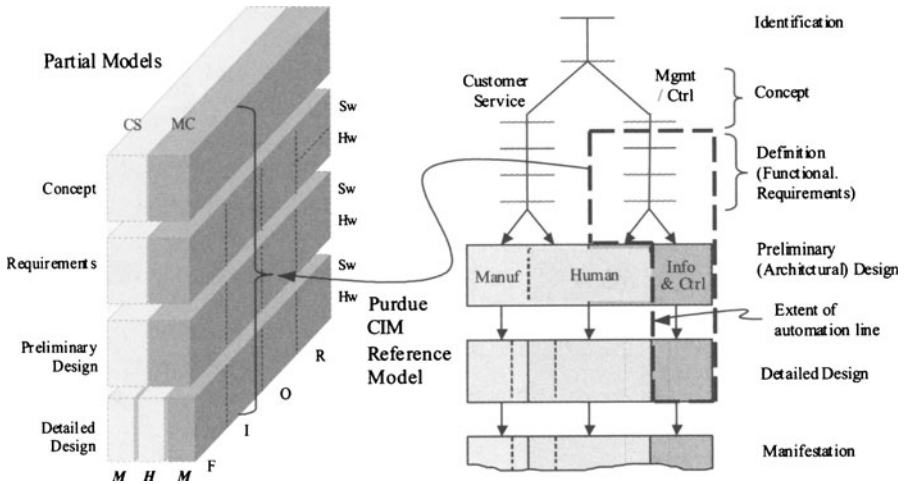 Partial Models
CS
MC
Sw
Hw
Concept
Sw
Hw
Requirements
Sw
Hw
Preliminary
Design
Detailed
Design
M
H
M
F
I
O
R
Purdue
CIM
Reference
Model
Identification
Customer
Service
Mgmt
/ Ctrl
Concept
Definition
(Functional.
Requirements)
Manuf
Human
Info
& Ctrl
Preliminary
(Architectural) Design
Extent of
automation line
Detailed Design
Manifestation